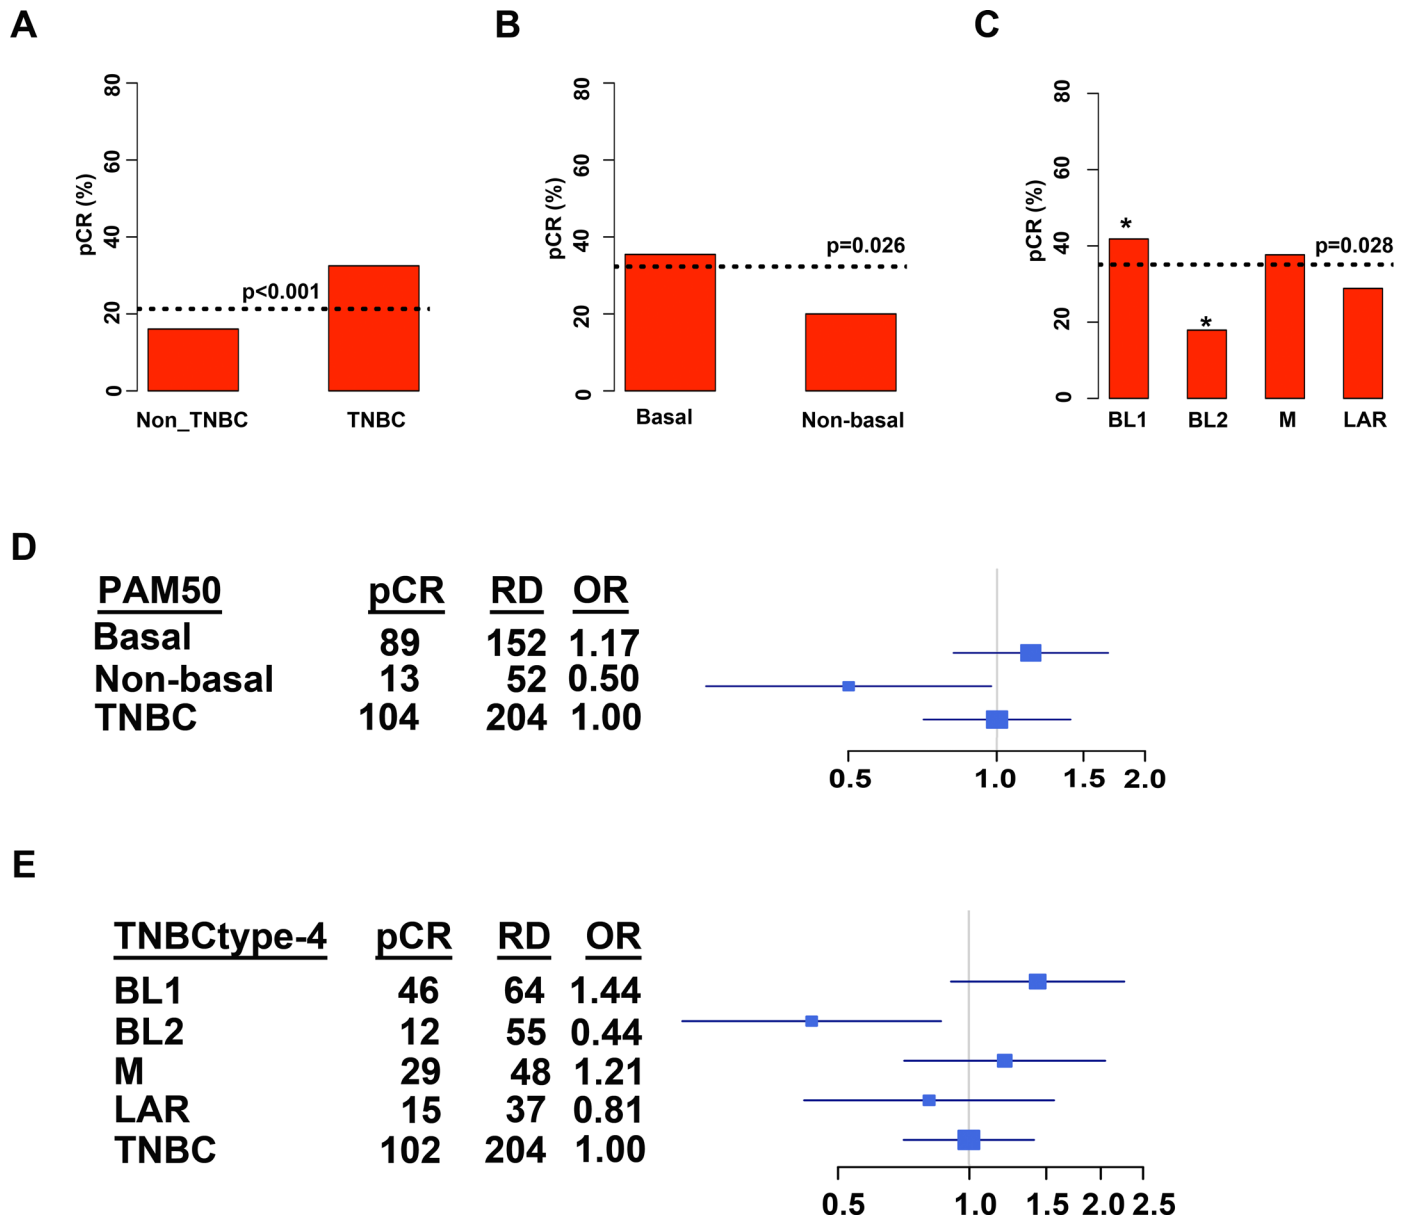 A
B
C
pCR (%)
80
60
40
20
0
p<0.001
Non_TNBC
TNBC
pCR (%)
80
60
40
20
0
p=0.026
Basal
Non-basal
pCR (%)
80
60
40
20
0
*
*
p=0.028
BL1
BL2
M
LAR
D
PAM50 pCR RD OR
Basal 89 152 1.17
Non-basal 13 52 0.50
TNBC 104 204 1.00
0.5 1.0 1.5 2.0
E
TNBCtype-4 pCR RD OR
BL1 46 64 1.44
BL2 12 55 0.44
M 29 48 1.21
LAR 15 37 0.81
TNBC 102 204 1.00
0.5 1.0 1.5 2.0 2.5